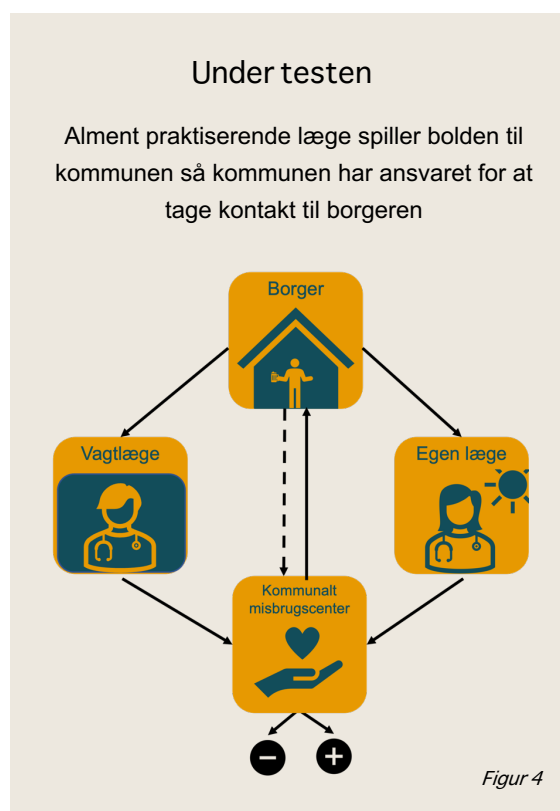 Under testen
Alment praktiserende læge spiller bolden til
kommunen så kommunen har ansvaret for at
tage kontakt til borgeren
Borger
Vagtlæge
Egen læge
Kommunalt
misbrugscenter
Figur 4